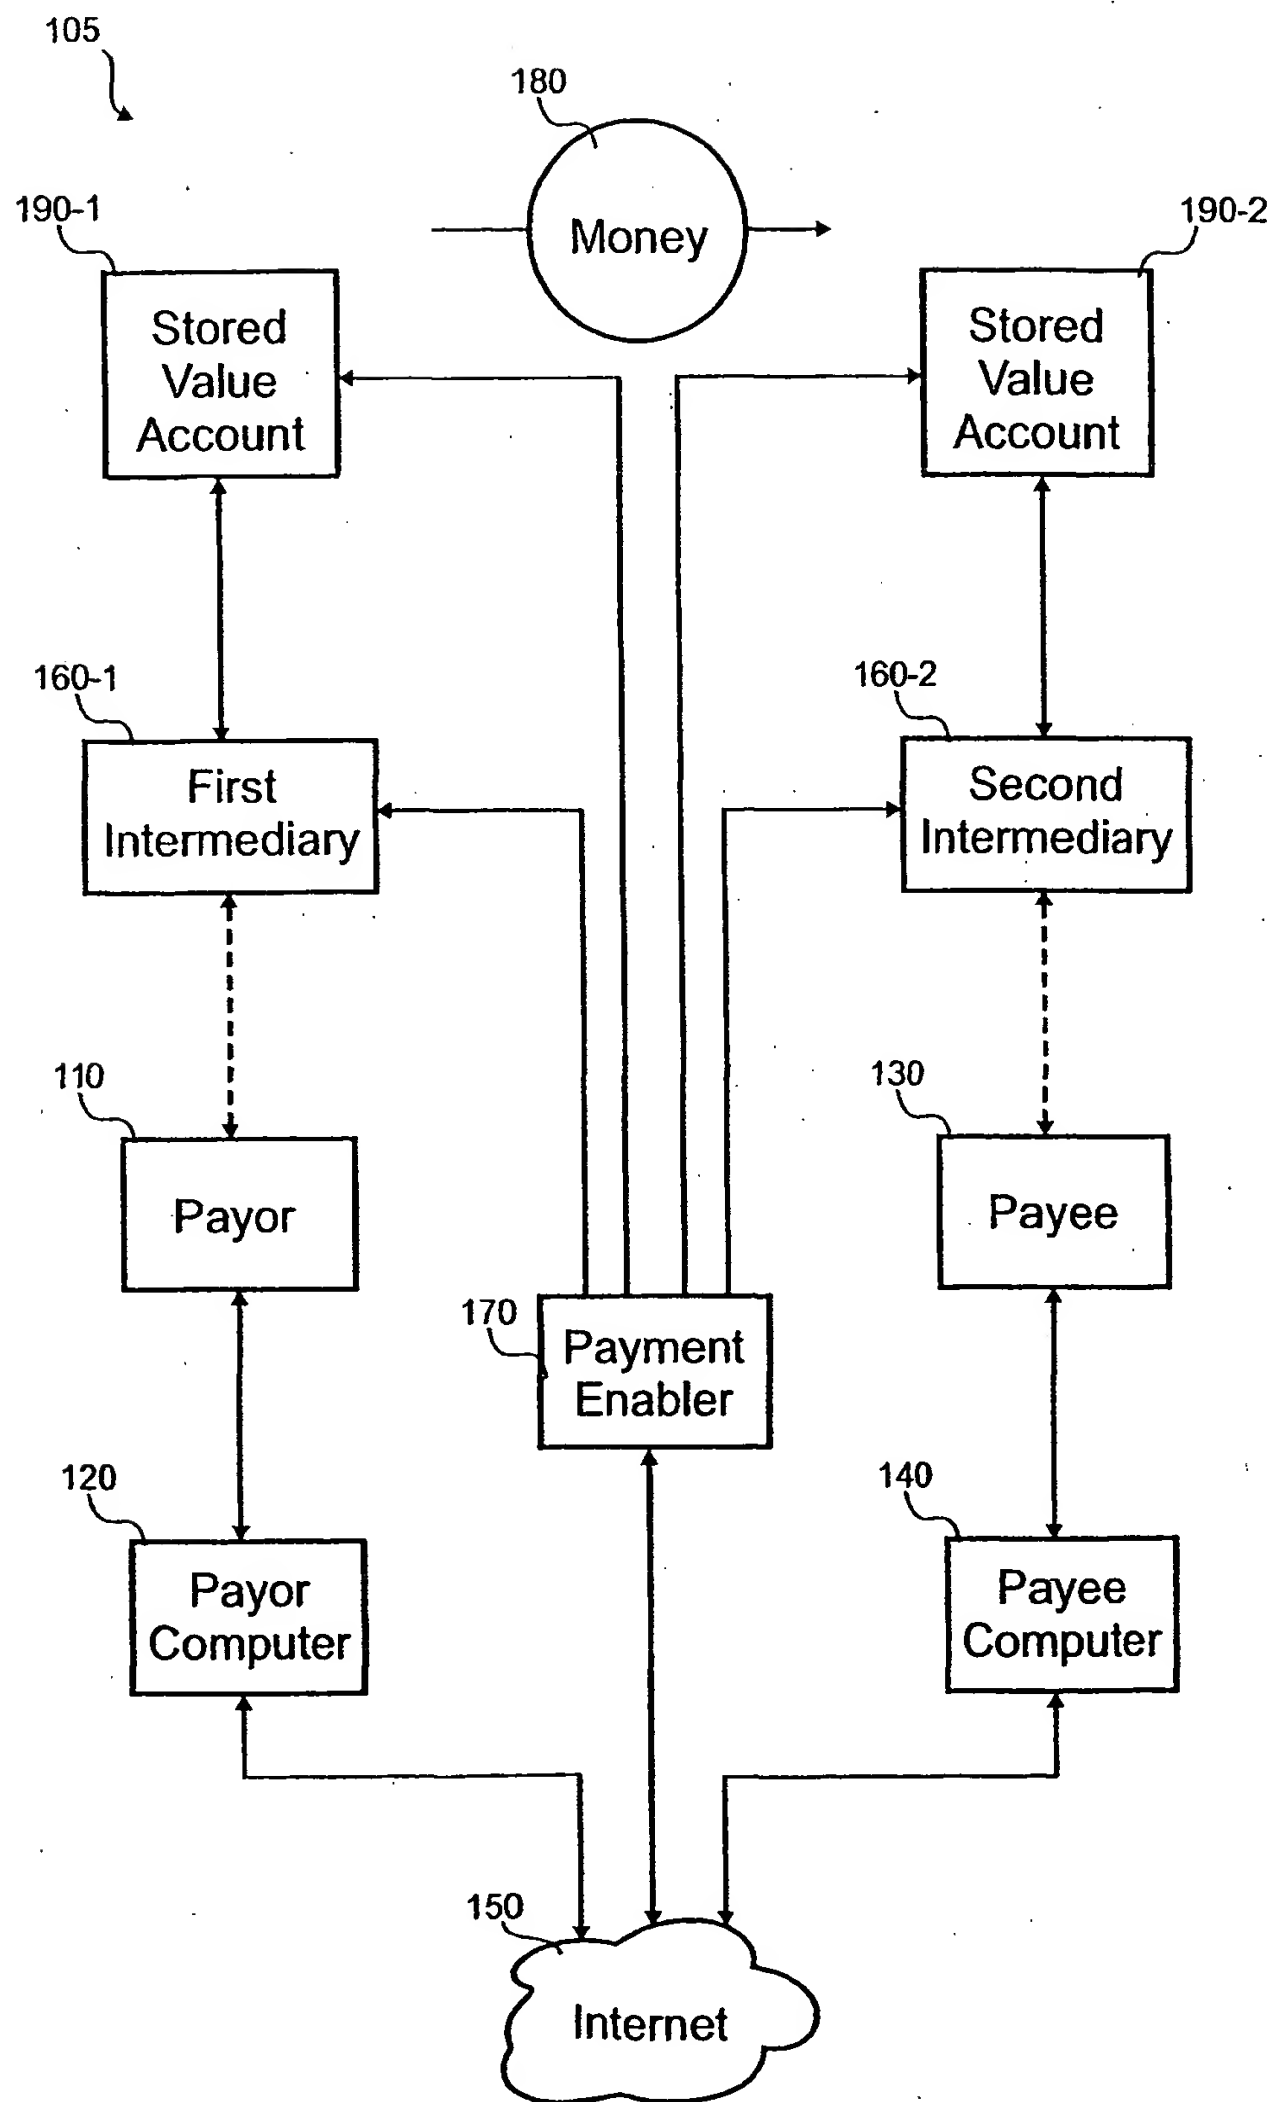 105
180
Money
190-1
Stored
Value
Account
190-2
Stored
Value
Account
160-1
First
Intermediary
160-2
Second
Intermediary
110
Payor
130
Payee
170
Payment
Enabler
120
Payor
Computer
140
Payee
Computer
150
Internet